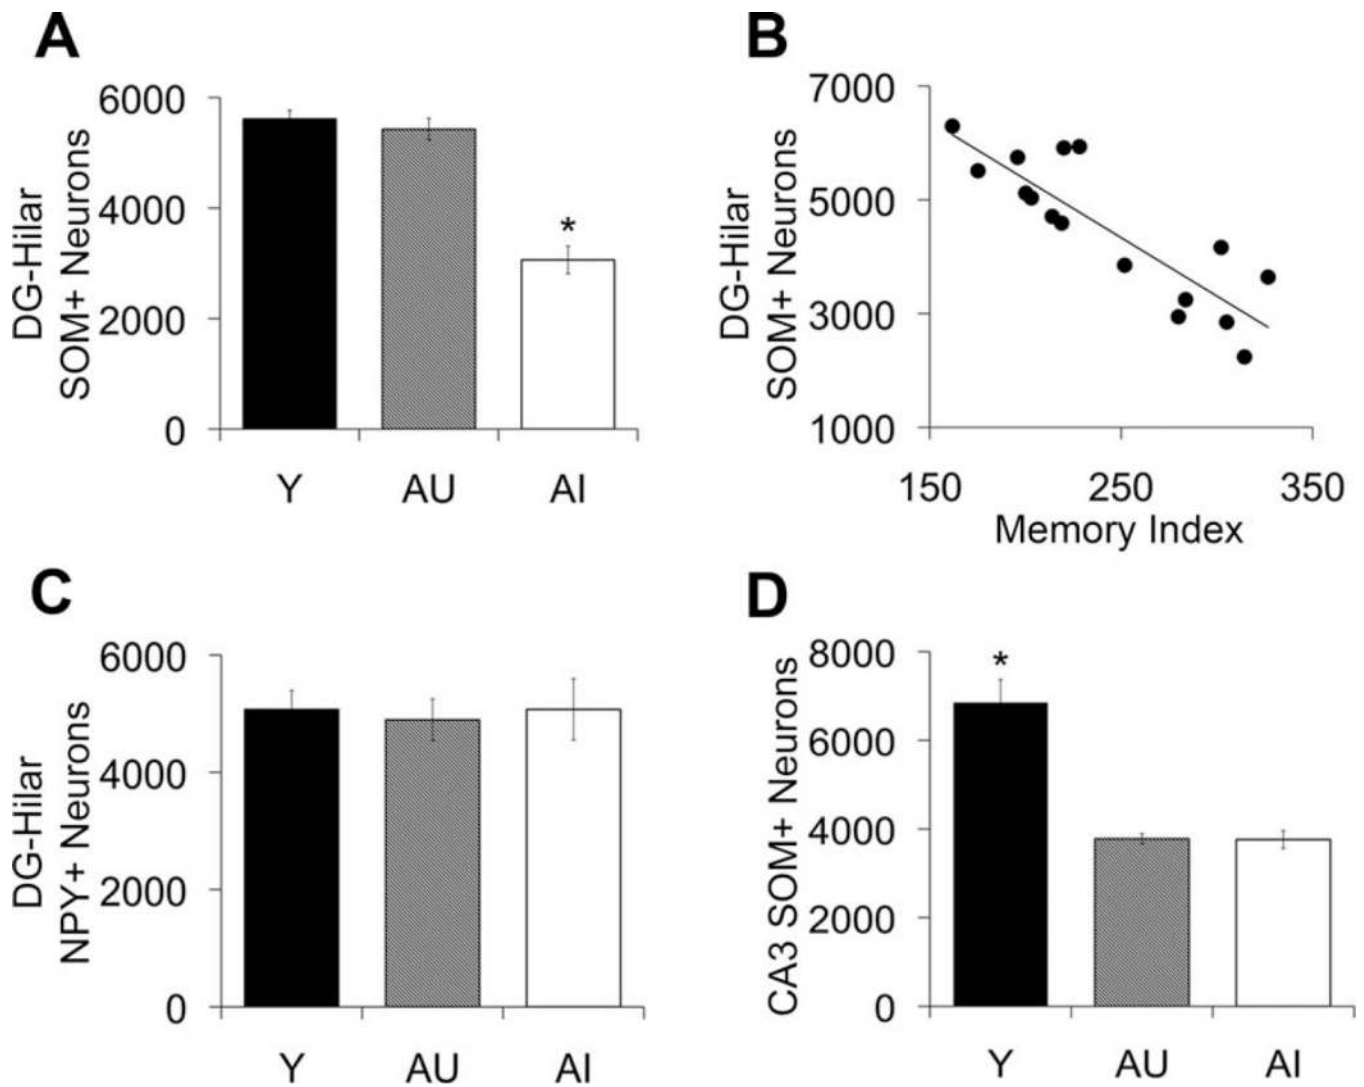 A
DG-Hilar
SOM+ Neurons
6000
4000
2000
0
*
Y AU AI
B
DG-Hilar
SOM+ Neurons
7000
5000
3000
1000
150 250 350
Memory Index
C
DG-Hilar
NPY+ Neurons
6000
4000
2000
0
Y AU AI
D
CA3 SOM+ Neurons
8000
6000
4000
2000
0
*
Y AU AI